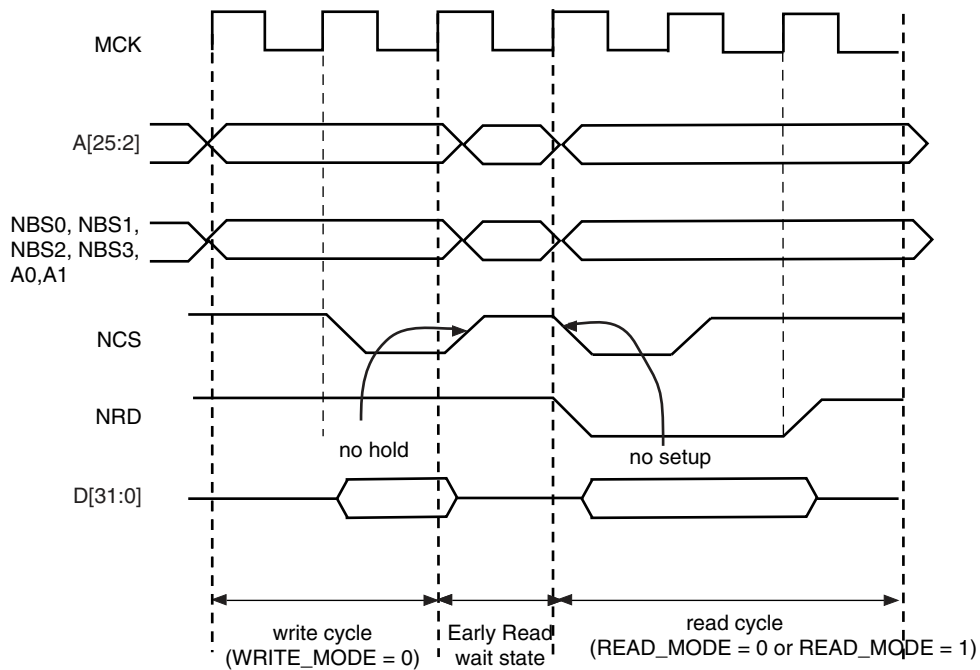 MCK
A[25:2]
NBS0, NBS1,
NBS2, NBS3,
A0,A1
NCS
NRD
no hold
no setup
D[31:0]
write cycle
(WRITE_MODE = 0)
Early Read
wait state
read cycle
(READ_MODE = 0 or READ_MODE = 1)